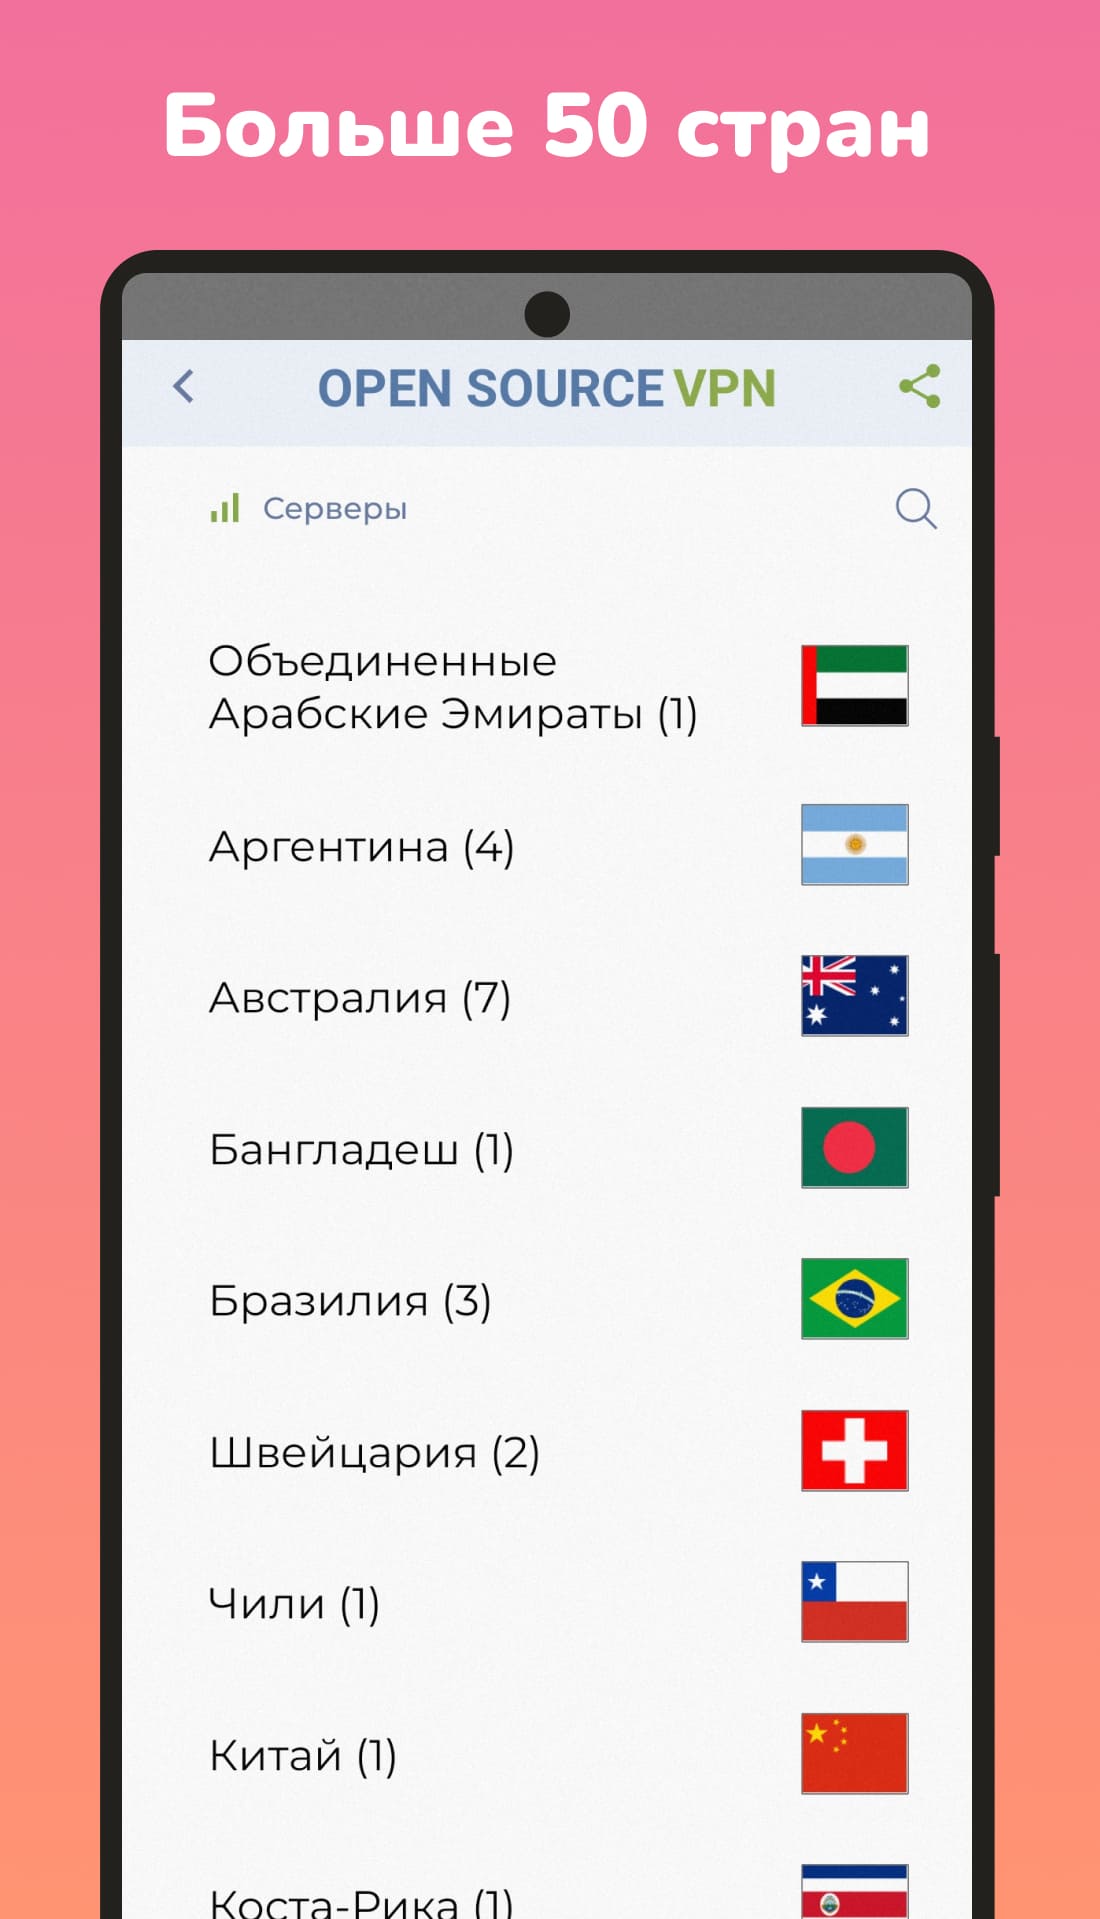 Больше 50 стран
OPEN SOURCE VPN
Серверы
Объединенные
Арабские Эмираты (1)
Аргентина (4)
Австралия (7)
Бангладеш (1)
Бразилия (3)
Швейцария (2)
Чили (1)
Китай (1)
Коста-Рика (1)